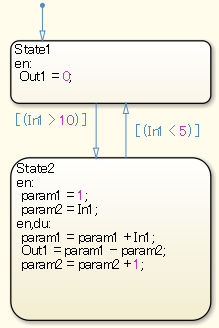 State1
en:
Out1 = 0;
[(In1 > 10)]
[(In1 < 5)]
State2
en:
param1 = 1;
param2 = In1;
en,du:
param1 = param1 + In1;
Out1 = param1 - param2;
param2 = param2 + 1;